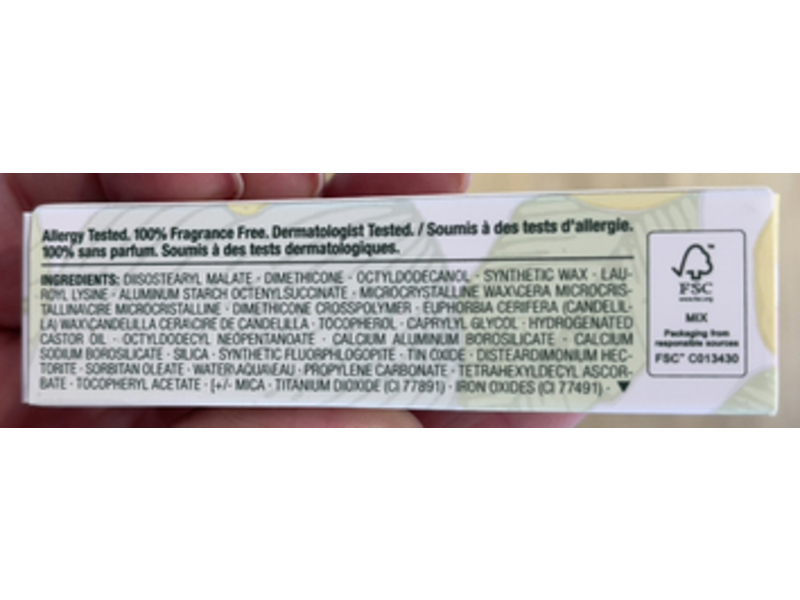 Allergy Tested. 100% Fragrance Free. Dermatologist Tested. / Soumis à des tests d'allergie.
100% sans parfum. Soumis à des tests dermatologiques.
INGREDIENTS: DIISOSTEARYL MALATE · DIMETHICONE · OCTYLDODECANOL · SYNTHETIC WAX · LAU-
ROYL LYSINE · ALUMINUM STARCH OCTENYLSUCCINATE · MICROCRYSTALLINE WAX\CERA MICROCRIS-
TALLINA\CIRE MICROCRISTALLINE · DIMETHICONE CROSSPOLYMER · EUPHORBIA CERIFERA (CANDELIL-
LA) WAX\CANDELILLA CERA\CIRE DE CANDELILLA · TOCOPHEROL · CAPRYLYL GLYCOL · HYDROGENATED
CASTOR OIL · OCTYLDODECYL NEOPENTANOATE · CALCIUM ALUMINUM BOROSILICATE · CALCIUM
SODIUM BOROSILICATE · SILICA · SYNTHETIC FLUORPHLOGOPITE · TIN OXIDE · DISTEARDIMONIUM HEC-
TORITE · SORBITAN OLEATE · WATER\AQUA\EAU · PROPYLENE CARBONATE · TETRAHEXYLDECYL ASCOR-
BATE · TOCOPHERYL ACETATE · [+/- MICA · TITANIUM DIOXIDE (CI 77891) · IRON OXIDES (CI 77491) · ▼
FSC™
www.fsc.org
MIX
Packaging from
responsible sources
FSC™ C013430